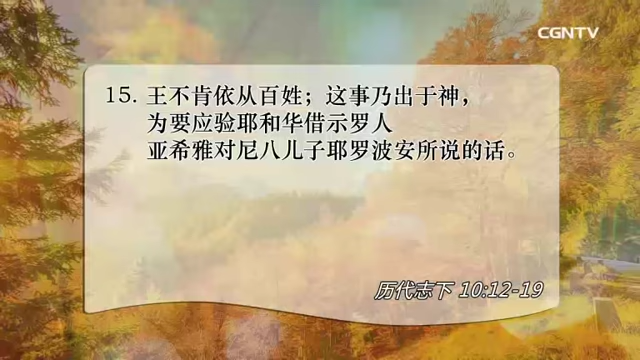 CGNTV
15. 王不肯依从百姓；这事乃出于神，
为要应验耶和华借示罗人
亚希雅对尼八儿子耶罗波安所说的话。
历代志下 10:12-19